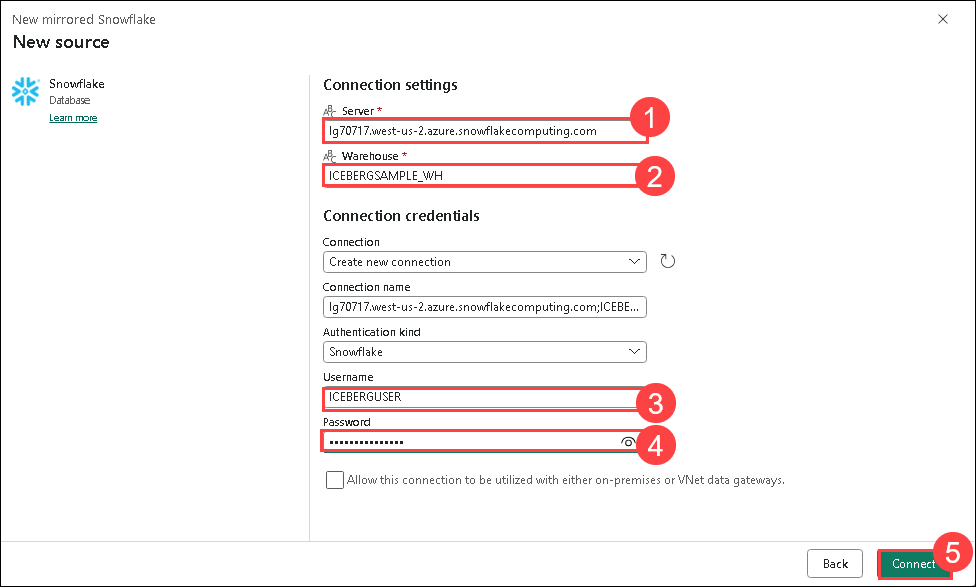 New mirrored Snowflake
New source
Snowflake
Database
Learn more
Connection settings
ABC Server *
lg70717.west-us-2.azure.snowflakecomputing.com
1
ABC Warehouse *
ICEBERGSAMPLE_WH
2
Connection credentials
Connection
Create new connection
Connection name
lg70717.west-us-2.azure.snowflakecomputing.com;ICEBE...
Authentication kind
Snowflake
Username
ICEBERGUSER
3
Password
•••••••••••••••
4
Allow this connection to be utilized with either on-premises or VNet data gateways.
Back
Connect
5